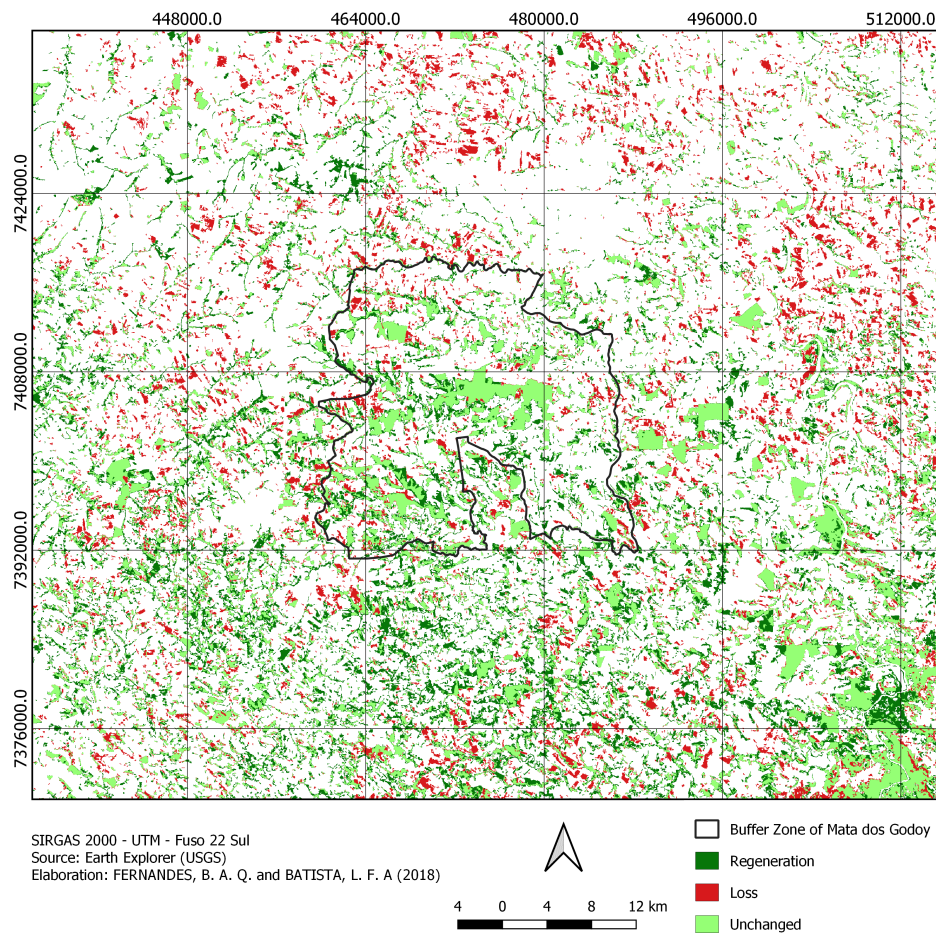 448000.0 464000.0 480000.0 496000.0 512000.0
7424000.0
7408000.0
7392000.0
7376000.0
SIRGAS 2000 - UTM - Fuso 22 Sul
Source: Earth Explorer (USGS)
Elaboration: FERNANDES, B. A. Q. and BATISTA, L. F. A (2018)
4 0 4 8 12 km
Buffer Zone of Mata dos Godoy
Regeneration
Loss
Unchanged